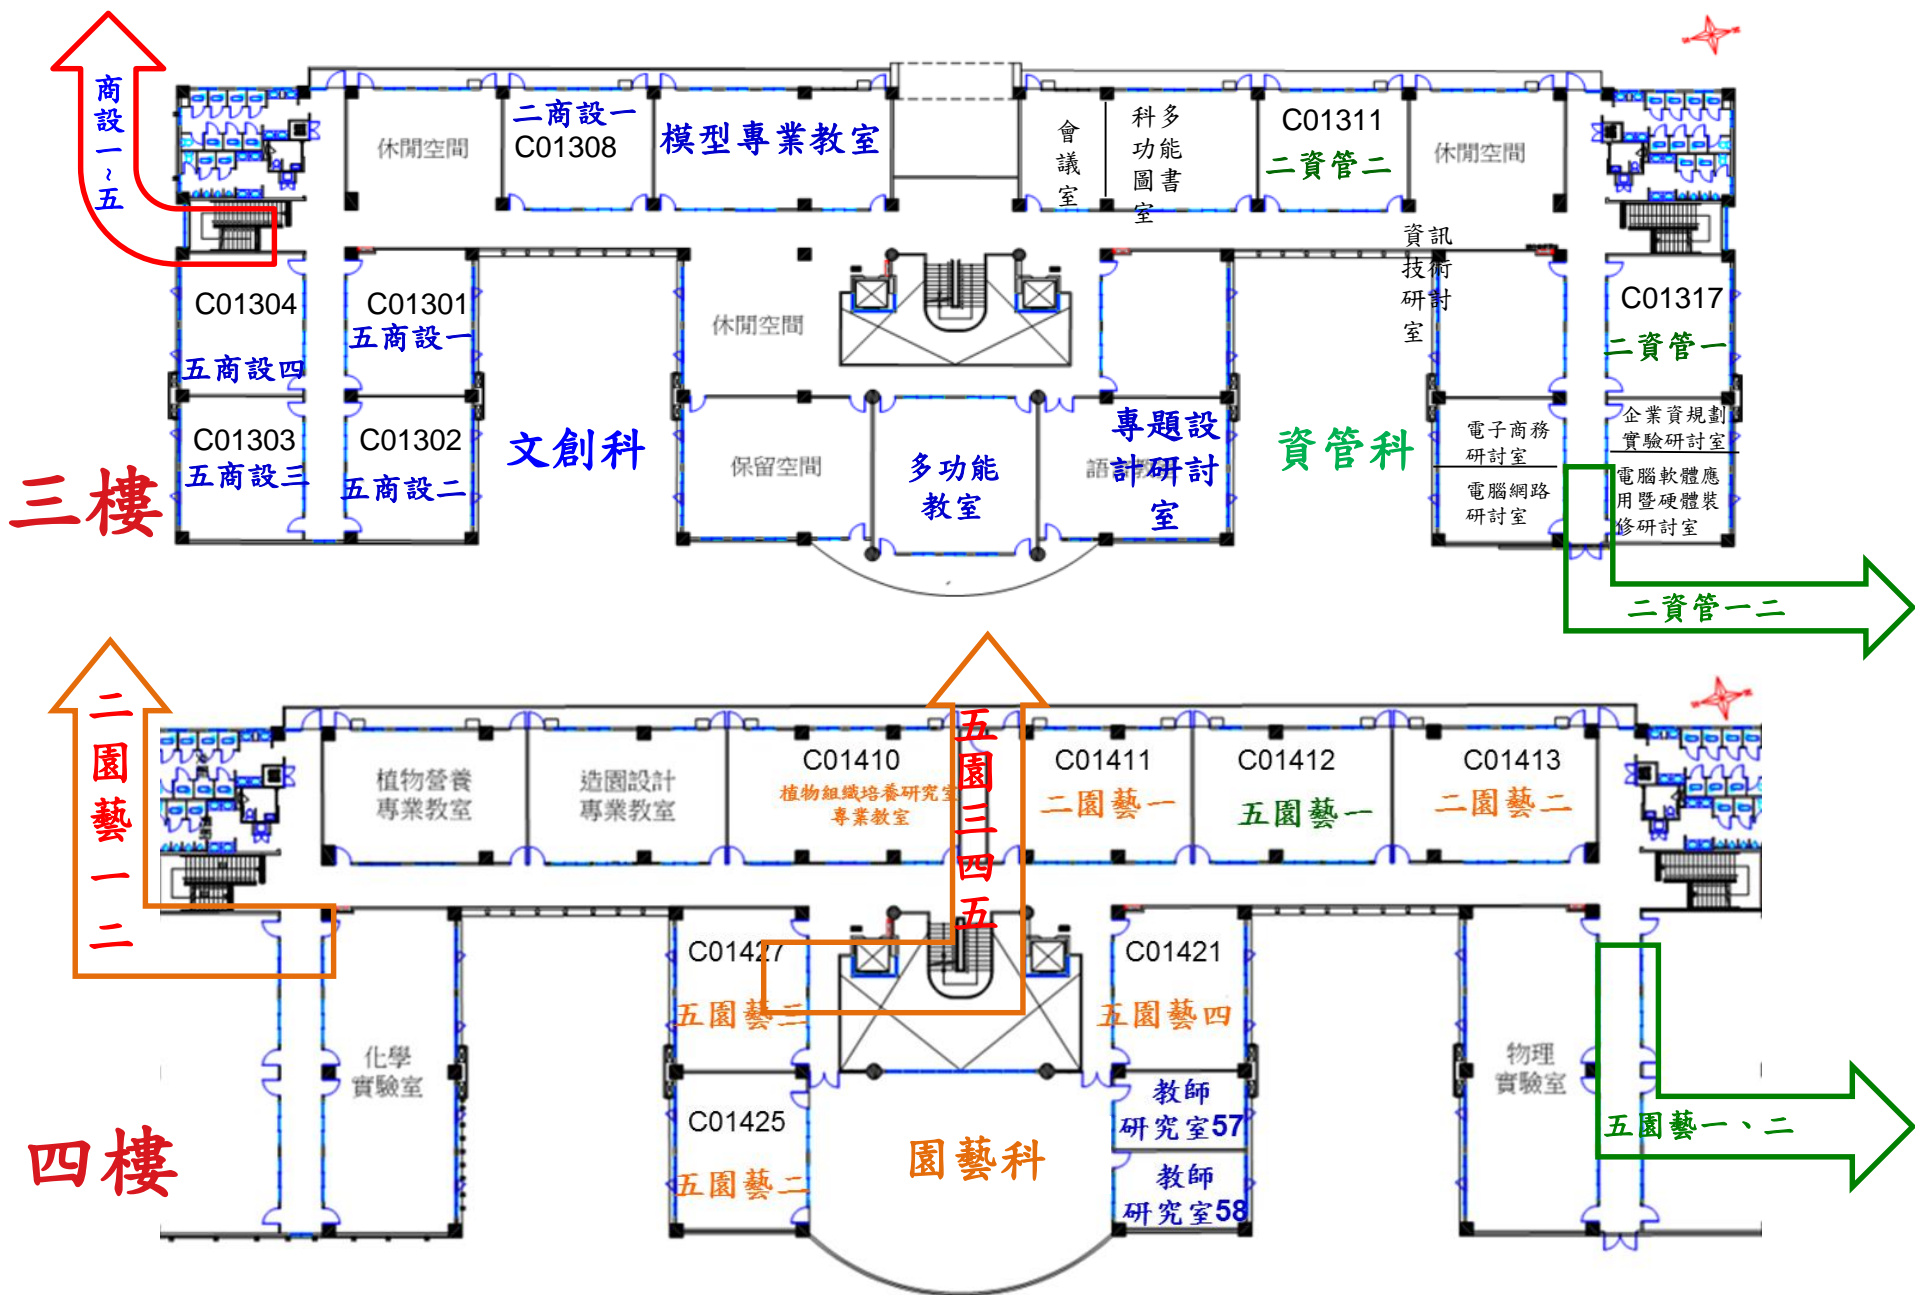 商設一~五
休閒空間
二商設一
C01308
模型專業教室
會議室
科多功能圖書室
C01311
二資管二
休閒空間
C01304
五商設四
C01301
五商設一
休閒空間
資訊技術研討室
C01317
二資管一
C01303
五商設三
C01302
五商設二
文創科
保留空間
多功能
教室
專題設
計研討
室
資管科
電子商務
研討室
電腦網路
研討室
企業資規劃
實驗研討室
電腦軟體應
用暨硬體裝
修研討室
三樓
二資管一二
二園藝一二
五園三四五
植物營養
專業教室
造園設計
專業教室
C01410
植物組織培養研究室
專業教室
C01411
二園藝一
C01412
五園藝一
C01413
二園藝二
C01427
五園藝三
C01421
五園藝四
化學
實驗室
C01425
五園藝二
園藝科
教師
研究室57
教師
研究室58
物理
實驗室
五園藝一、二
四樓